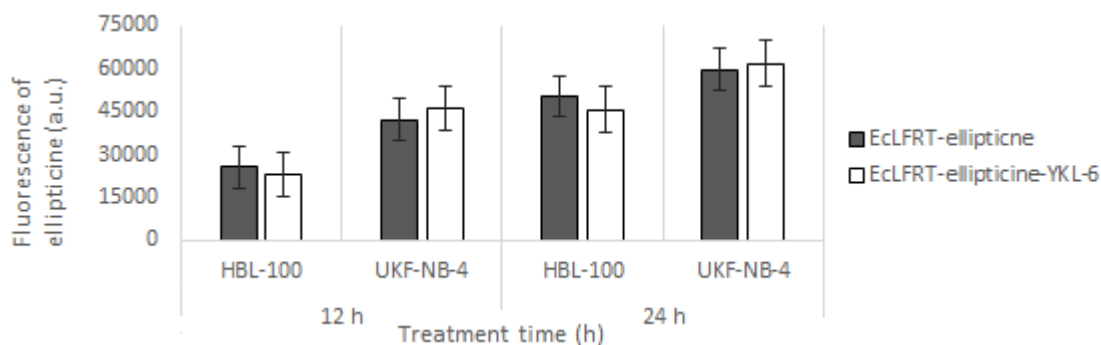 Fluorescence of
ellipticine (a.u.)
75000
60000
45000
30000
15000
0
HBL-100
UKF-NB-4
HBL-100
UKF-NB-4
12 h
24 h
Treatment time (h)
EcLFRT-ellipticne
EcLFRT-ellipticine-YKL-6